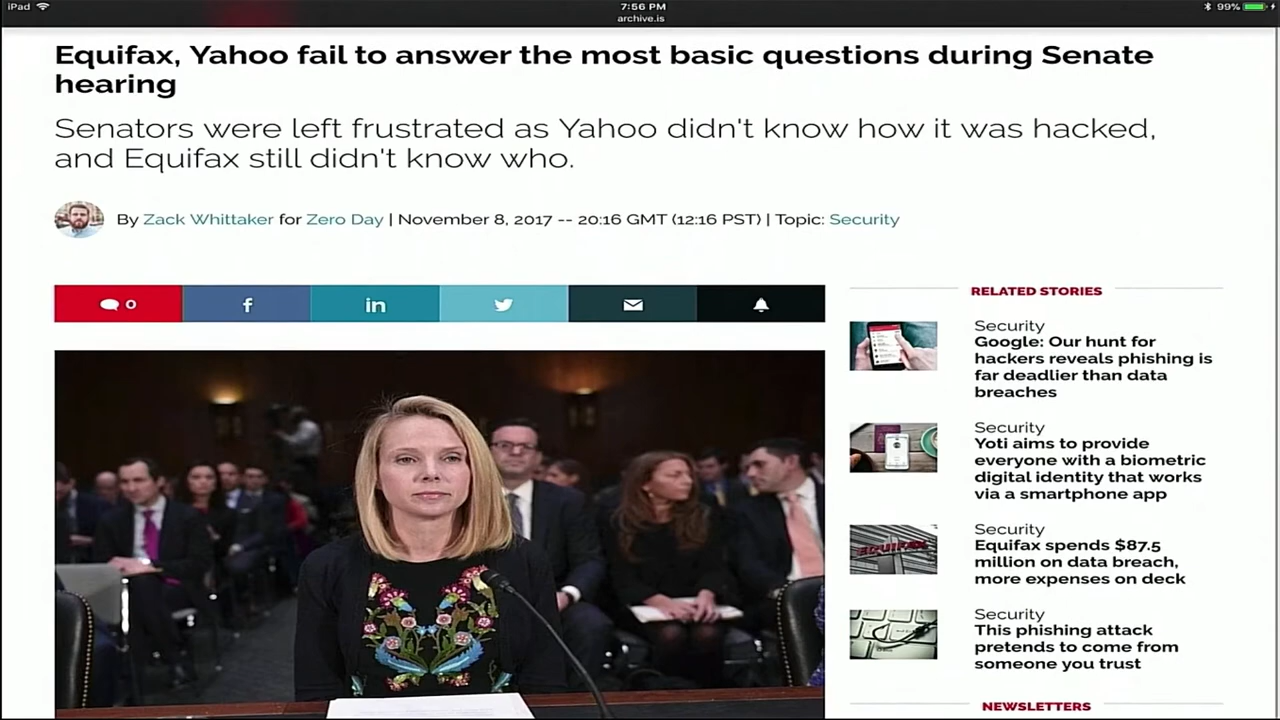 iPad
7:56 PM
99%
archive.is
Equifax, Yahoo fail to answer the most basic questions during Senate
hearing
Senators were left frustrated as Yahoo didn't know how it was hacked,
and Equifax still didn't know who.
By Zack Whittaker for Zero Day | November 8, 2017 -- 20:16 GMT (12:16 PST) | Topic: Security
0
f
in
RELATED STORIES
Security
Google: Our hunt for
hackers reveals phishing is
far deadlier than data
breaches
Security
Yoti aims to provide
everyone with a biometric
digital identity that works
via a smartphone app
EQUIFAX
Security
Equifax spends $87.5
million on data breach,
more expenses on deck
Security
This phishing attack
pretends to come from
someone you trust
NEWSLETTERS